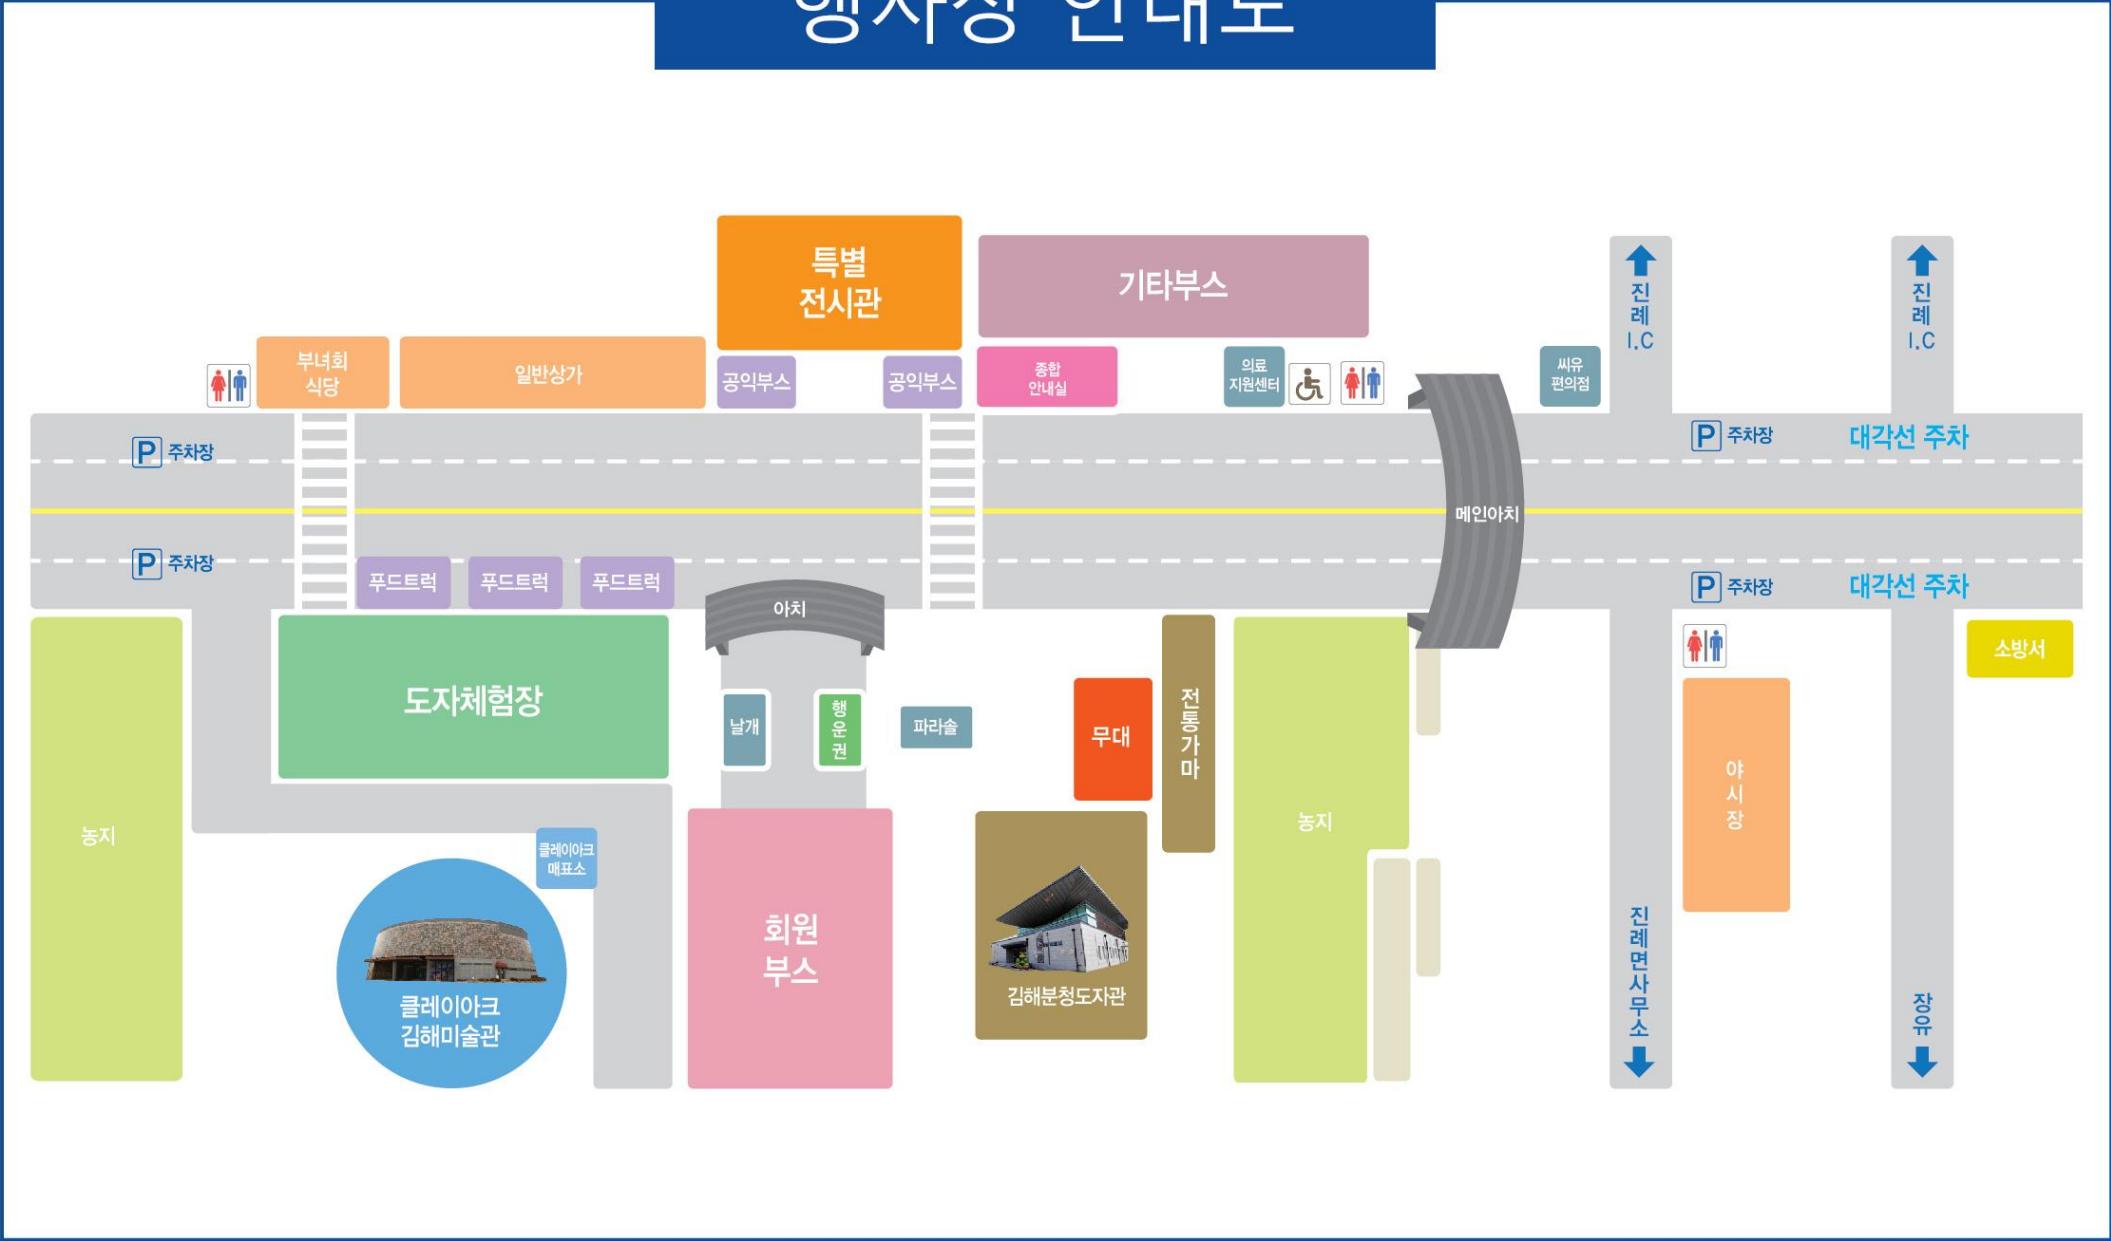 행사장 안내도
특별
전시관
기타부스
진례
I.C
진례
I.C
부녀회
식당
일반상가
공익부스
공익부스
종합
안내실
의료
지원센터
씨유
편의점
P 주차장
P 주차장
대각선 주차
메인아치
P 주차장
푸드트럭
푸드트럭
푸드트럭
아치
P 주차장
대각선 주차
소방서
도자체험장
날개
행운권
파라솔
무대
전통가마
야시장
농지
농지
클레이아크
매표소
회원
부스
김해분청도자관
클레이아크
김해미술관
진례면사무소
장유